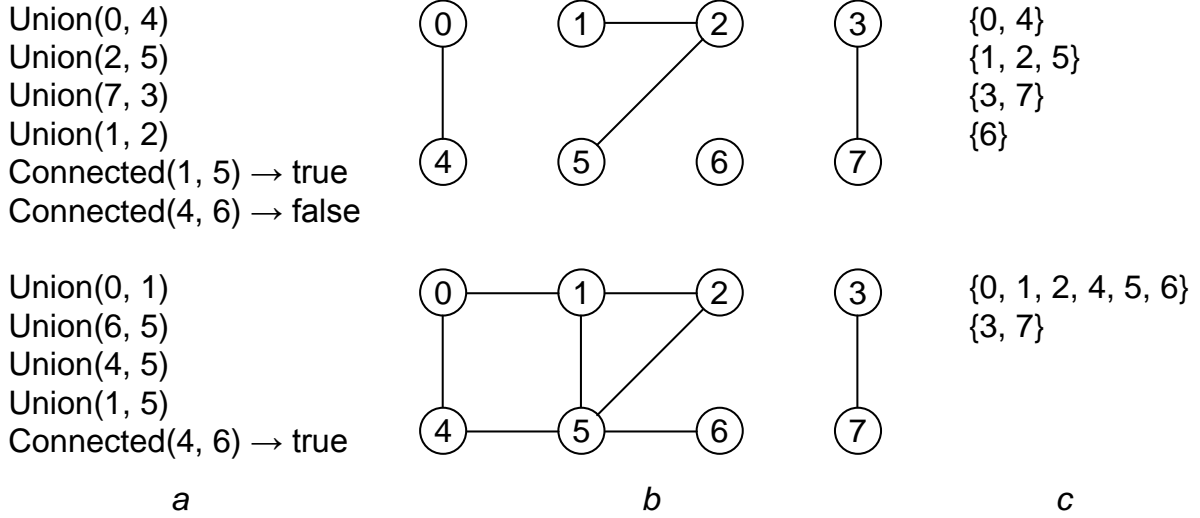 Union(0, 4)
Union(2, 5)
Union(7, 3)
Union(1, 2)
Connected(1, 5) → true
Connected(4, 6) → false
0 1 2 3
4 5 6 7
{0, 4}
{1, 2, 5}
{3, 7}
{6}
Union(0, 1)
Union(6, 5)
Union(4, 5)
Union(1, 5)
Connected(4, 6) → true
0 1 2 3
4 5 6 7
{0, 1, 2, 4, 5, 6}
{3, 7}
a b c